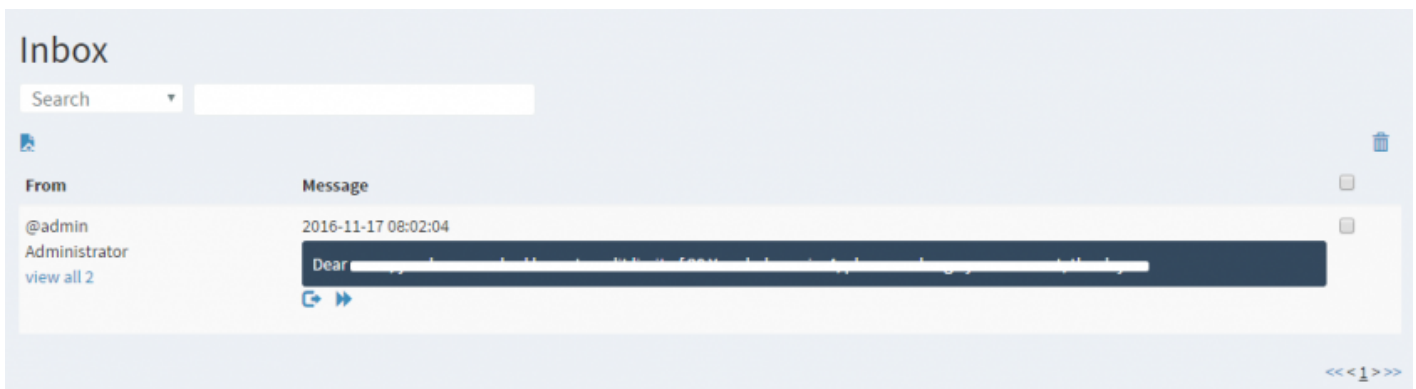 Inbox
Search
From Message
@admin 2016-11-17 08:02:04
Administrator
Dear
view all 2
<< < 1 > >>